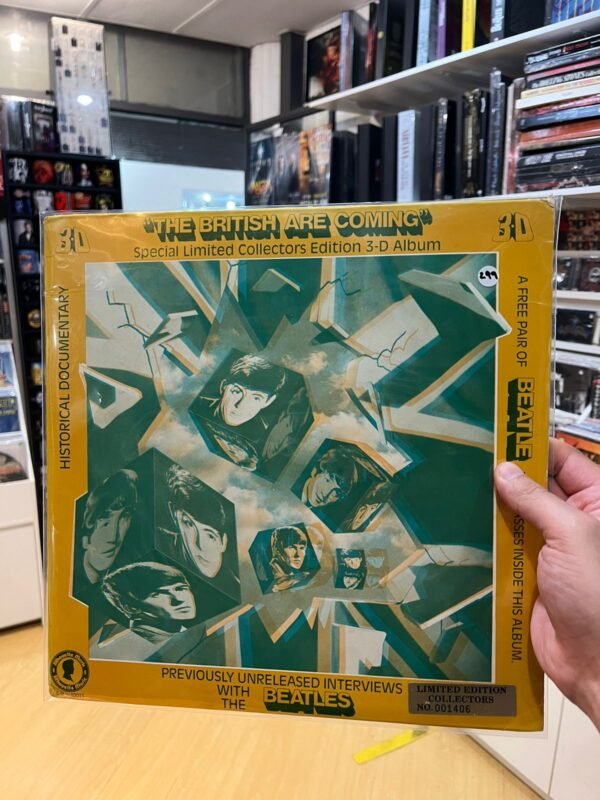 3D
"THE BRITISH ARE COMING"
3D
Special Limited Collectors Edition 3-D Album
HISTORICAL DOCUMENTARY
299
A FREE PAIR OF BEATLE
INSIDE THIS ALBUM.
PREVIOUSLY UNRELEASED INTERVIEWS
WITH
THE
BEATLES
LIMITED EDITION
COLLECTORS
NO. 001406